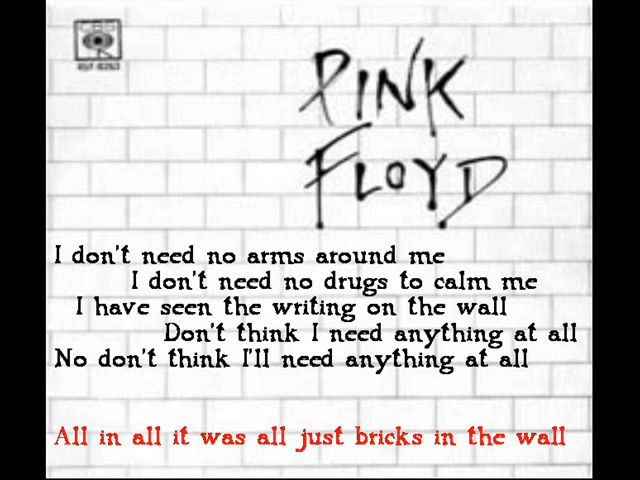 CBS
PINK
FLOYD
I don't need no arms around me
I don't need no drugs to calm me
I have seen the writing on the wall
Don't think I need anything at all
No don't think I'll need anything at all
All in all it was all just bricks in the wall